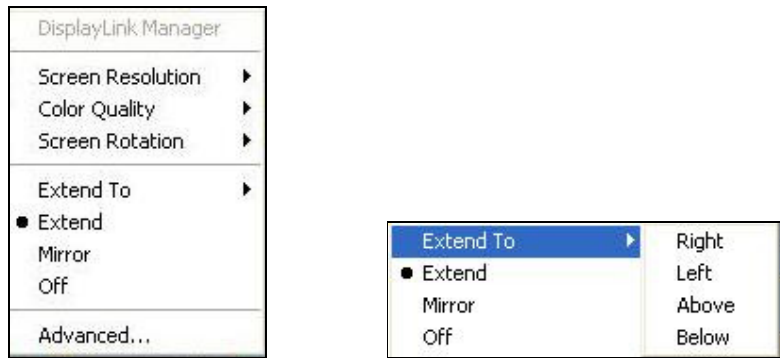 DisplayLink Manager
Screen Resolution
Color Quality
Screen Rotation
Extend To
Extend
Mirror
Off
Advanced...
Extend To
Extend
Mirror
Off
Right
Left
Above
Below